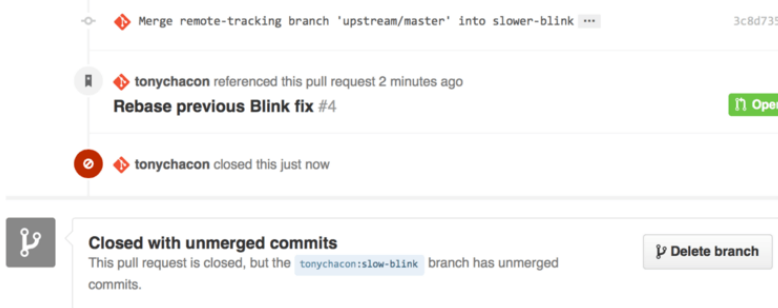 Merge remote-tracking branch 'upstream/master' into slower-blink … 3c8d735
tonychacon referenced this pull request 2 minutes ago
Rebase previous Blink fix #4
Open
tonychacon closed this just now
Closed with unmerged commits
Delete branch
This pull request is closed, but the tonychacon:slow-blink branch has unmerged
commits.